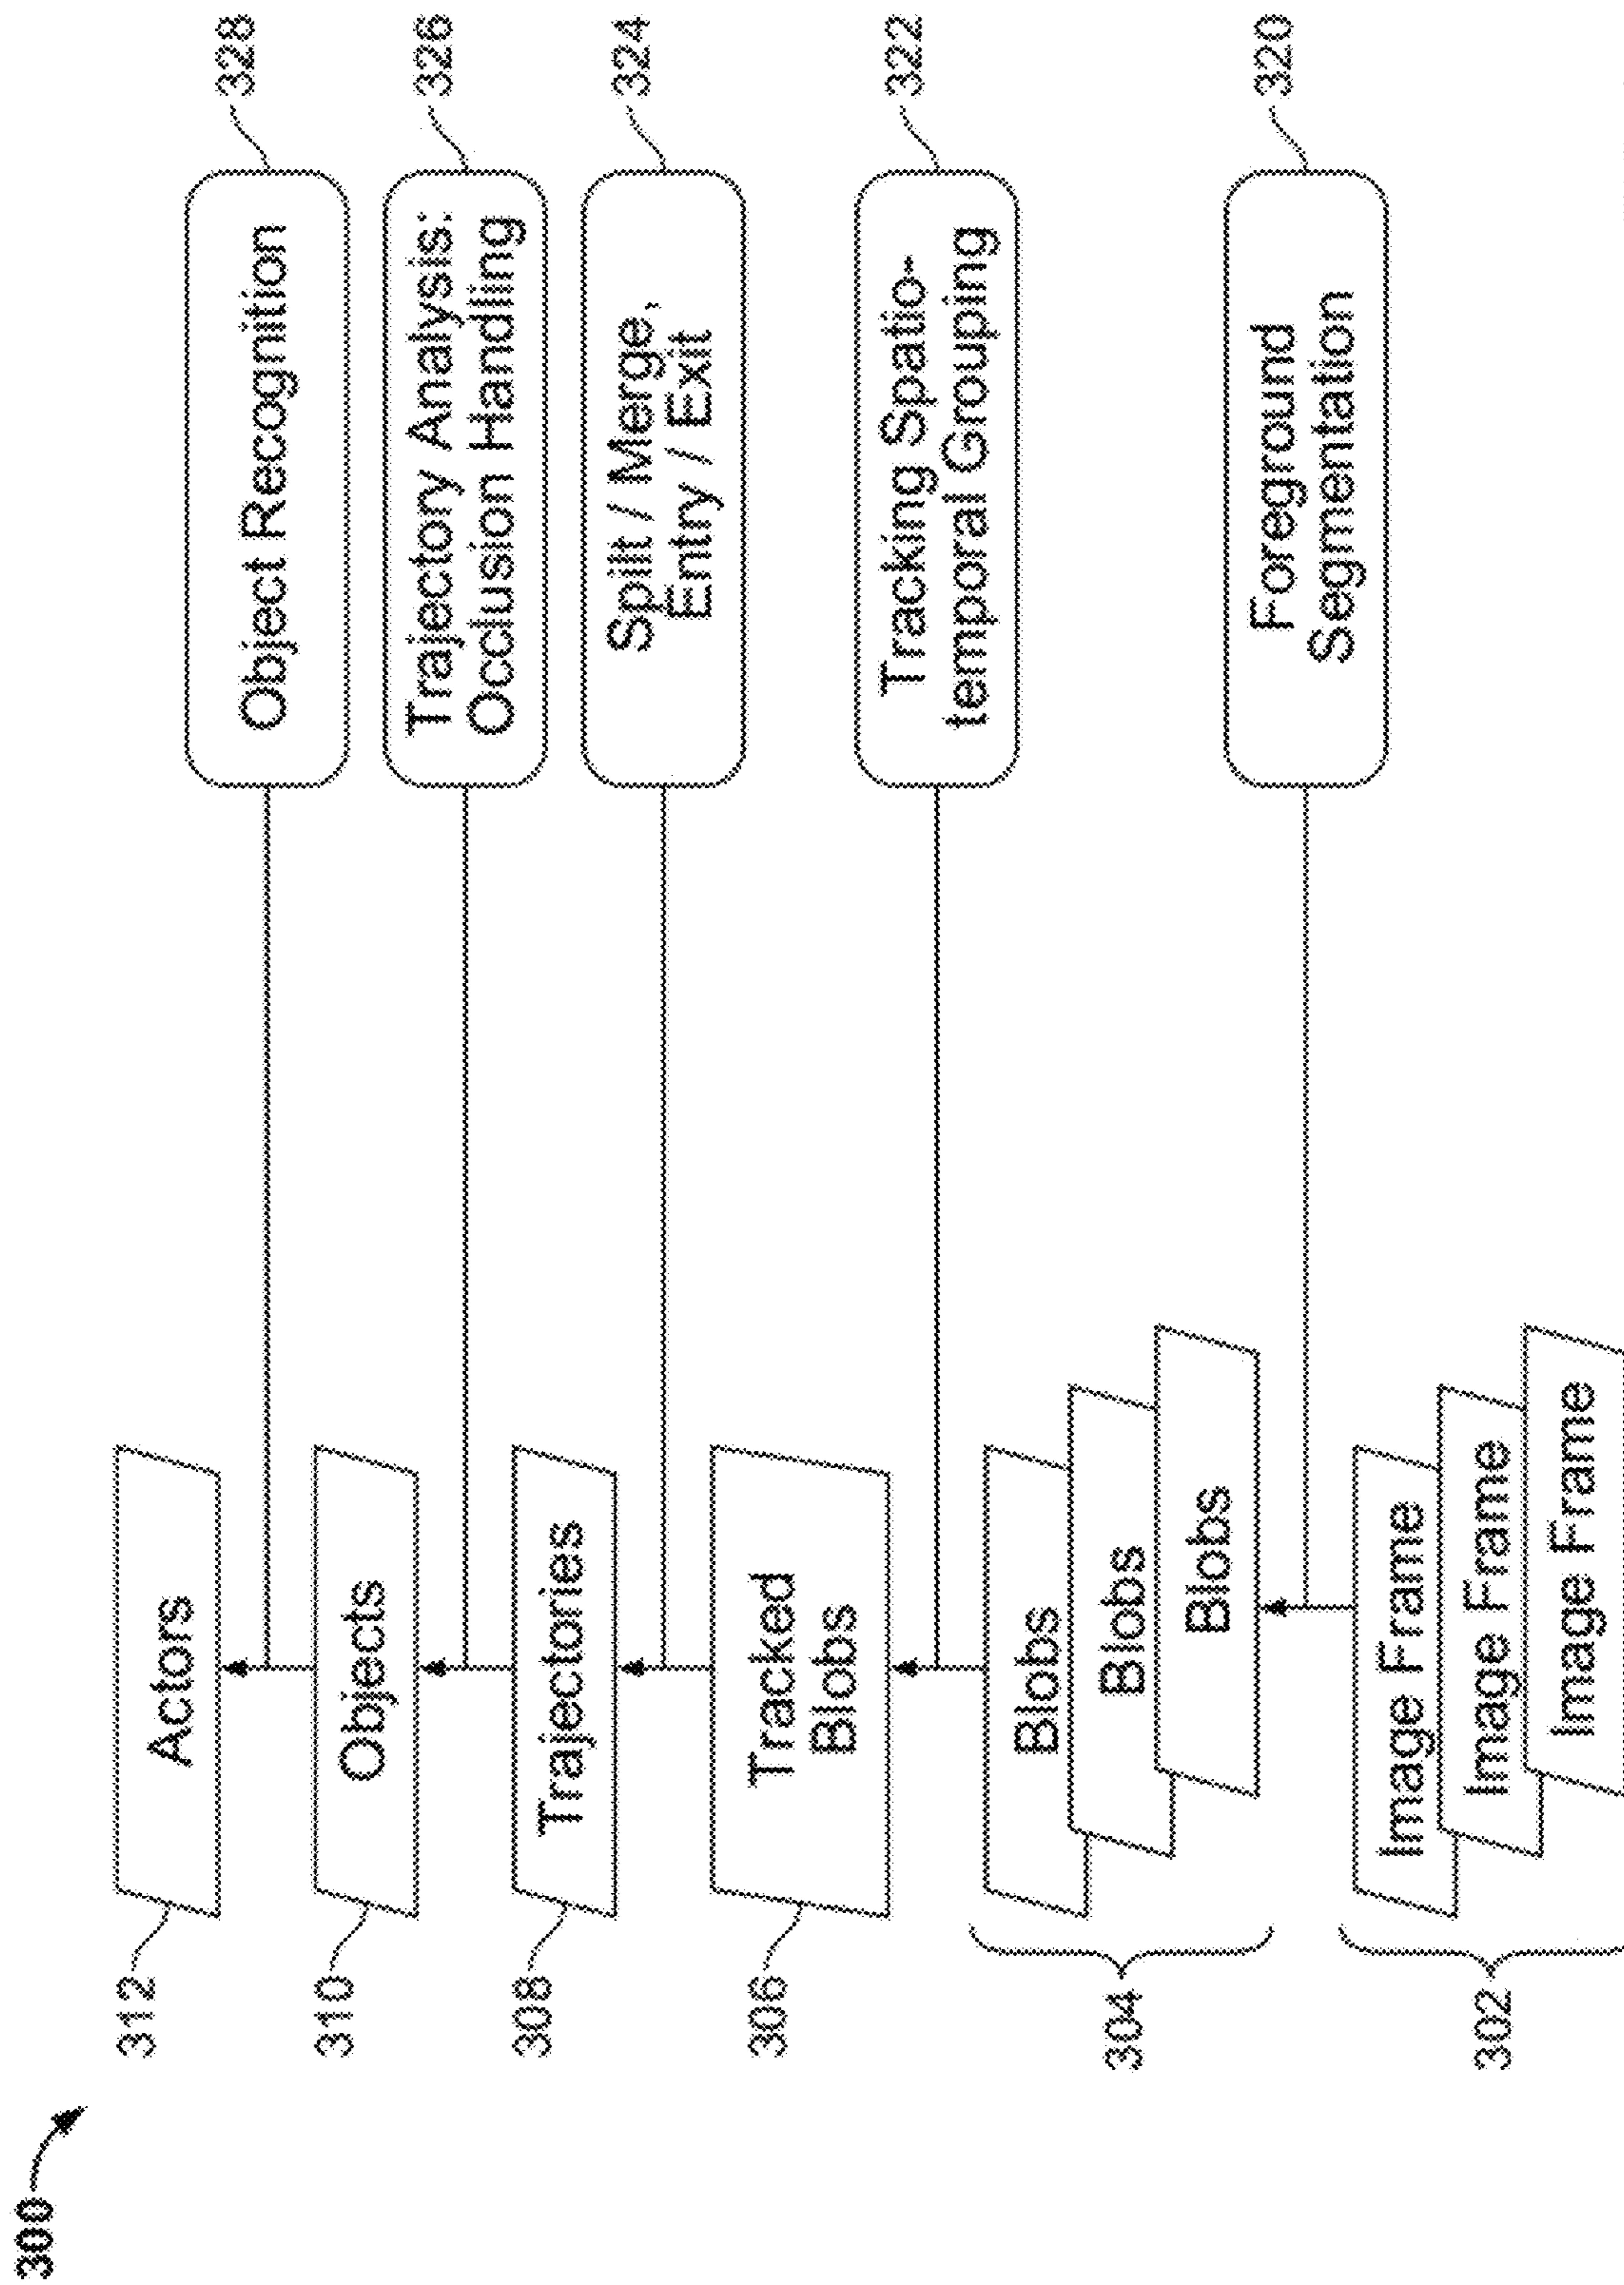 300
312
Actors
Object Recognition
328
310
Objects
Trajectory Analysis:
Occlusion Handling
326
308
Trajectories
Spilt / Merge,
Entry / Exit
324
306
Tracked
Blobs
Tracking Spatio-
temporal Grouping
322
304
Blobs
Blobs
Blobs
Foreground
Segmentation
320
302
Image Frame
Image Frame
Image Frame